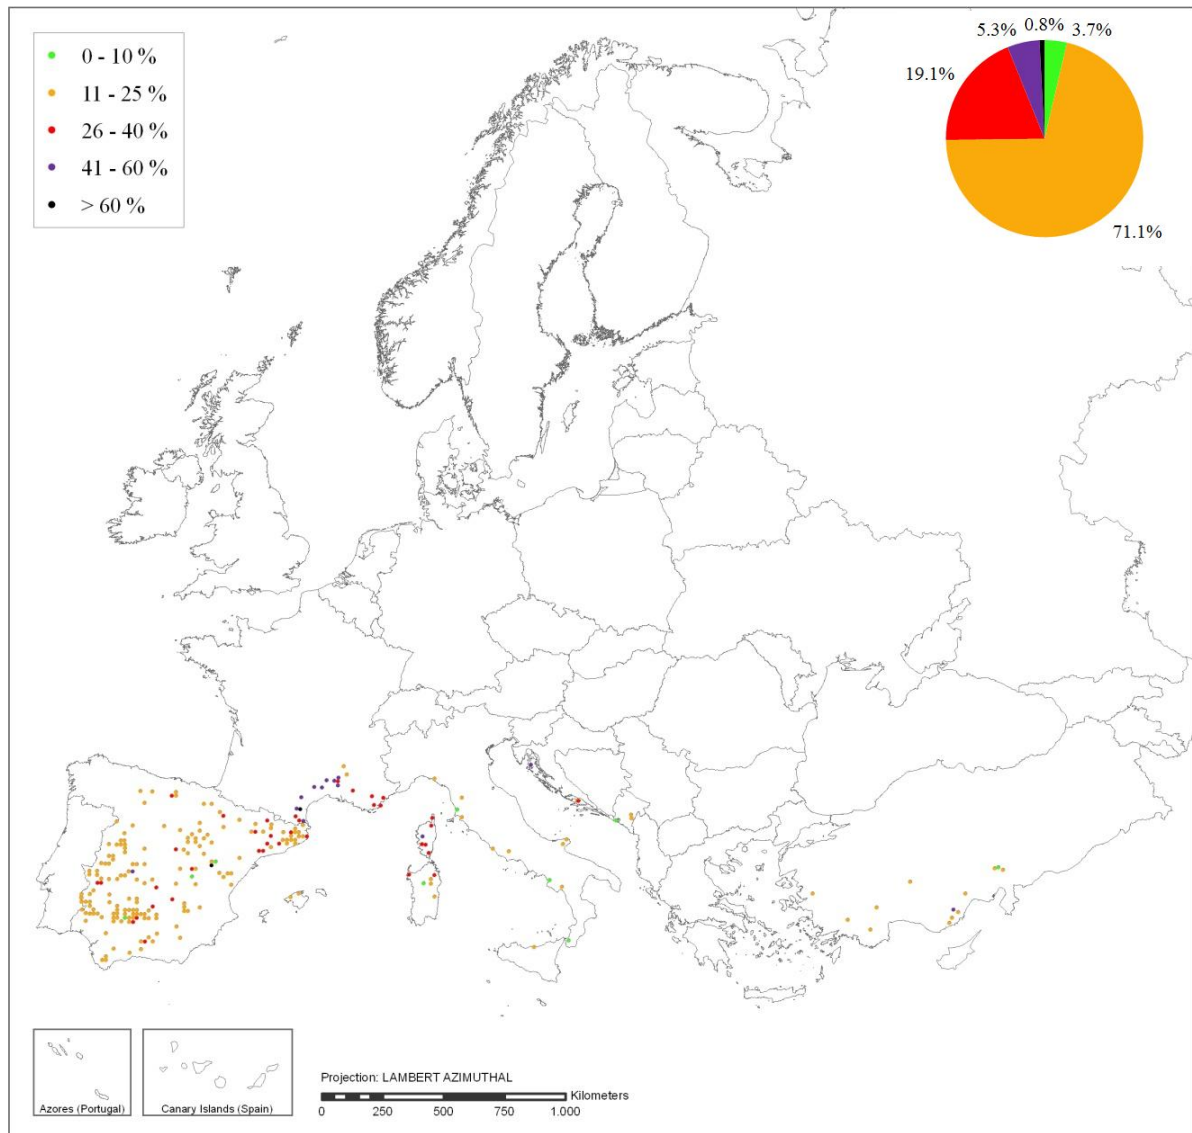 0 - 10 %
11 - 25 %
26 - 40 %
41 - 60 %
> 60 %
5.3%
0.8%
3.7%
19.1%
71.1%
Azores (Portugal)
Canary Islands (Spain)
Projection: LAMBERT AZIMUTHAL
Kilometers
0 250 500 750 1.000